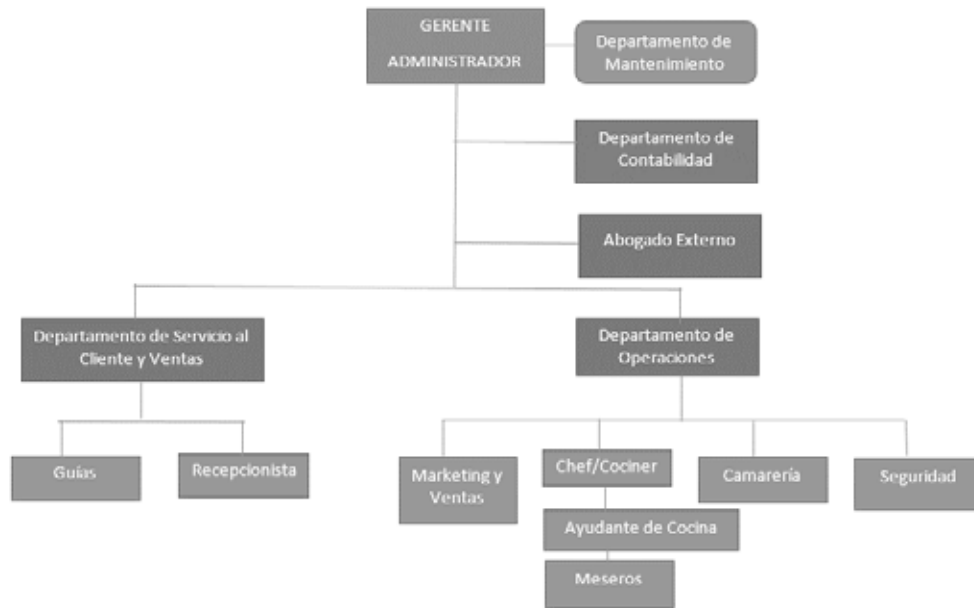 GERENTE
ADMINISTRADOR
Departamento de
Mantenimiento
Departamento de
Contabilidad
Abogado Externo
Departamento de Servicio al
Cliente y Ventas
Departamento de
Operaciones
Guías
Recepcionista
Marketing y
Ventas
Chef/Cociner
Camarería
Seguridad
Ayudante de Cocina
Meseros